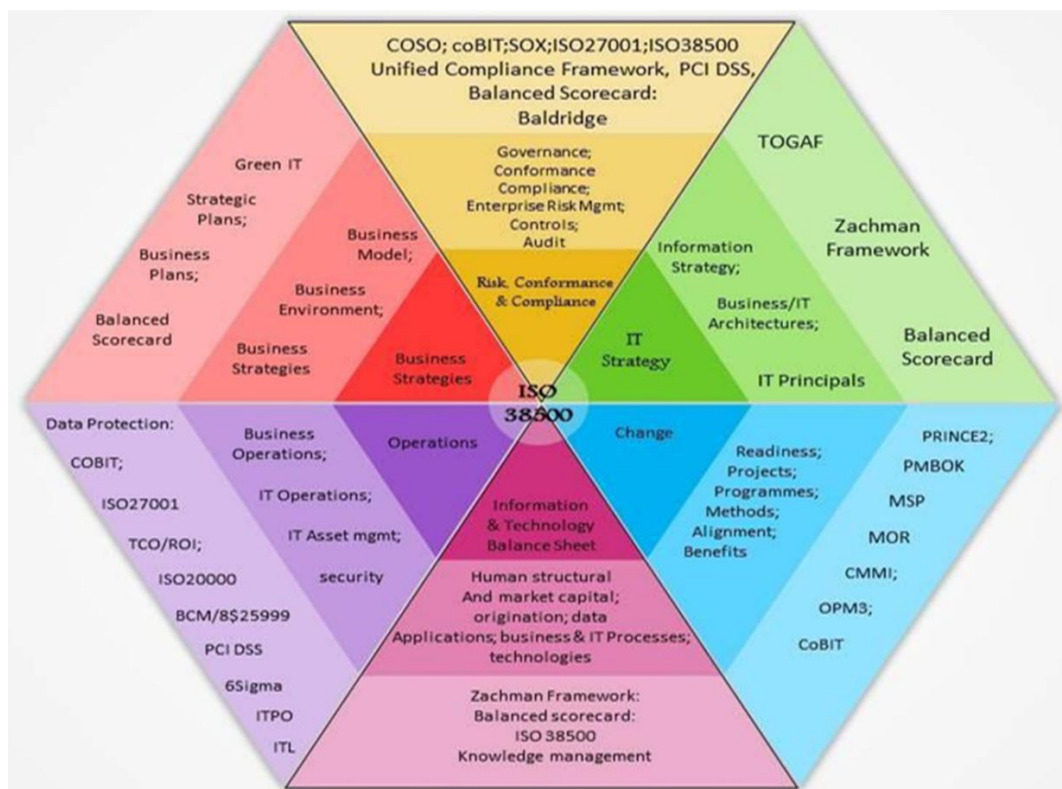 COSO; coBIT;SOX;ISO27001;ISO38500
Unified Compliance Framework, PCI DSS,
Balanced Scorecard:
Baldridge
Governance;
Conformance
Compliance;
Enterprise Risk Mgmt;
Controls;
Audit
Risk, Conformance
& Compliance
Green IT
Strategic
Plans;
Business
Plans;
Balanced
Scorecard
Business
Model;
Business
Environment;
Business
Strategies
Business
Strategies
TOGAF
Zachman
Framework
Balanced
Scorecard
Information
Strategy;
Business/IT
Architectures;
IT Principals
IT
Strategy
ISO
38500
Data Protection:
COBIT;
ISO27001
TCO/ROI;
ISO20000
BCM/8$25999
PCI DSS
6Sigma
ITPO
ITL
Business
Operations;
IT Operations;
IT Asset mgmt;
security
Operations
Information
& Technology
Balance Sheet
Human structural
And market capital;
origination; data
Applications; business & IT Processes;
technologies
Zachman Framework:
Balanced scorecard:
ISO 38500
Knowledge management
Change
Readiness;
Projects;
Programmes;
Methods;
Alignment;
Benefits
PRINCE2;
PMBOK
MSP
MOR
CMMI;
OPM3;
CoBIT